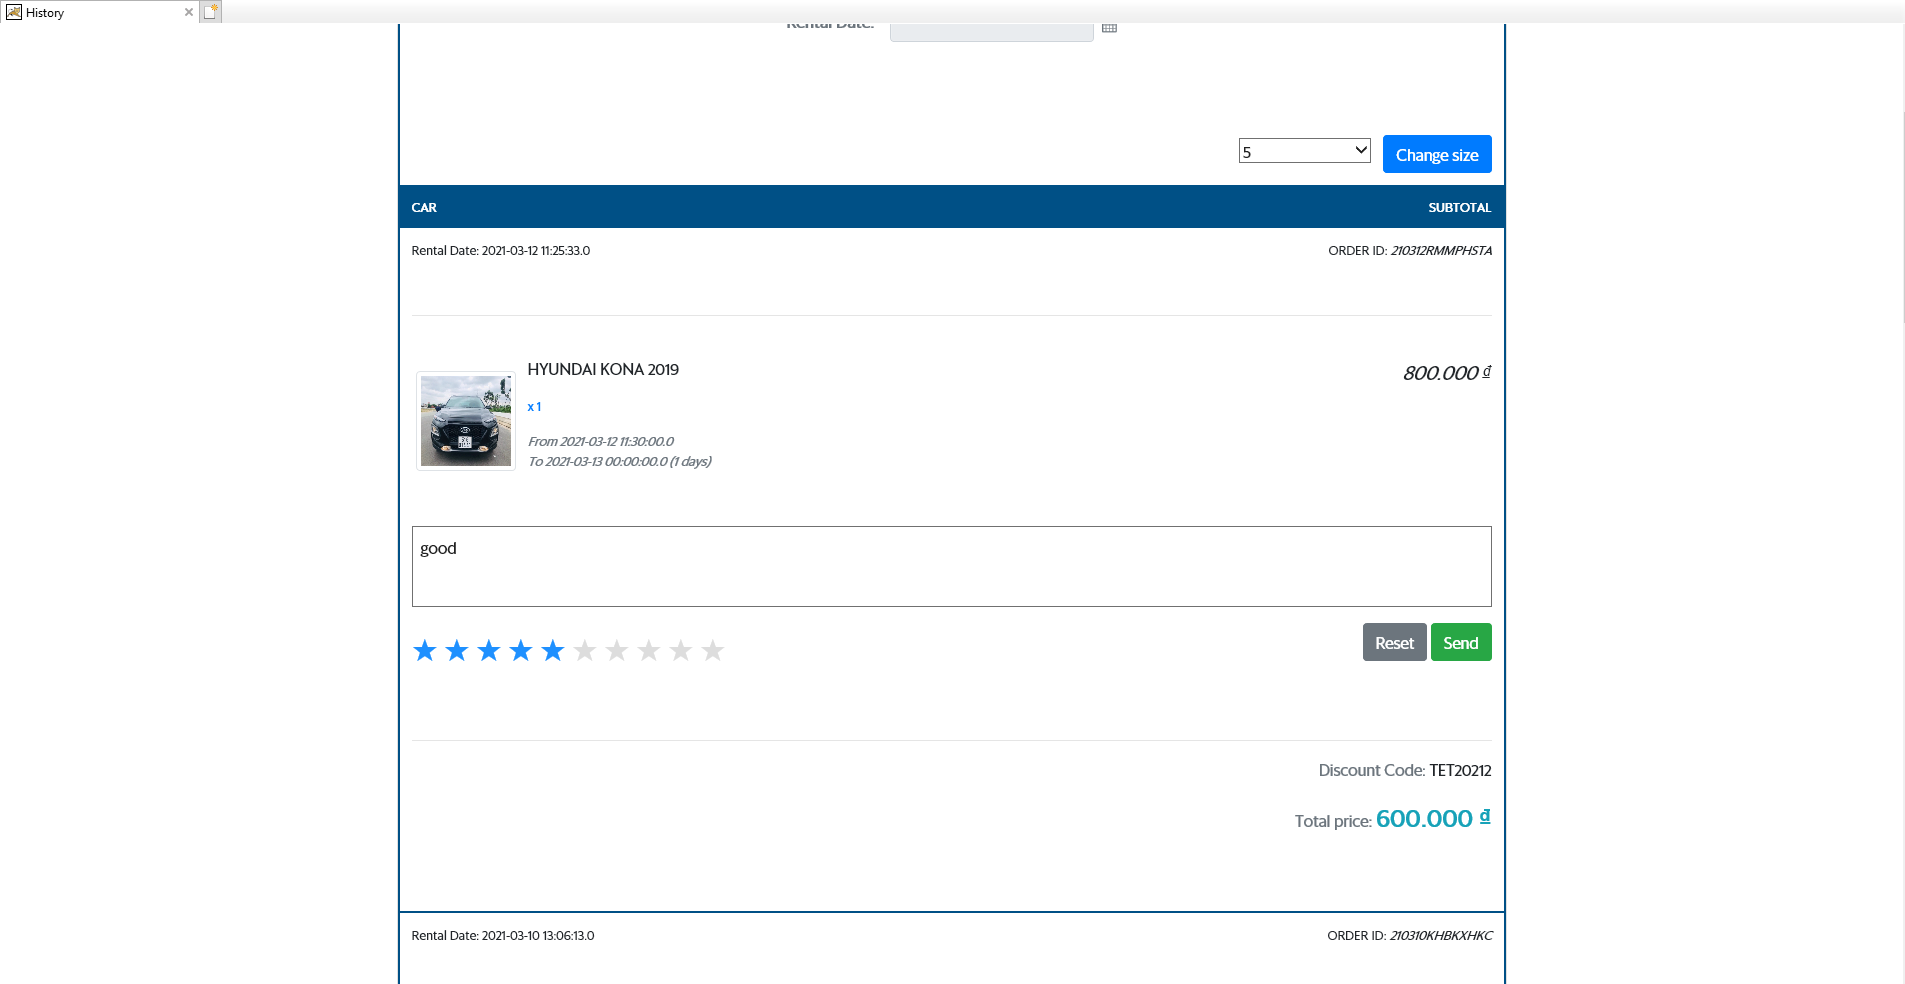 History
Rental Date:
5
Change size
CAR
SUBTOTAL
Rental Date: 2021-03-12 11:25:33.0
ORDER ID: 210312RMMPHSTA
HYUNDAI KONA 2019
800.000 ₫
x 1
From 2021-03-12 11:30:00.0
To 2021-03-13 00:00:00.0 (1 days)
good
Reset
Send
Discount Code: TET20212
Total price: 600.000 ₫
Rental Date: 2021-03-10 13:06:13.0
ORDER ID: 210310KHBKXHKC